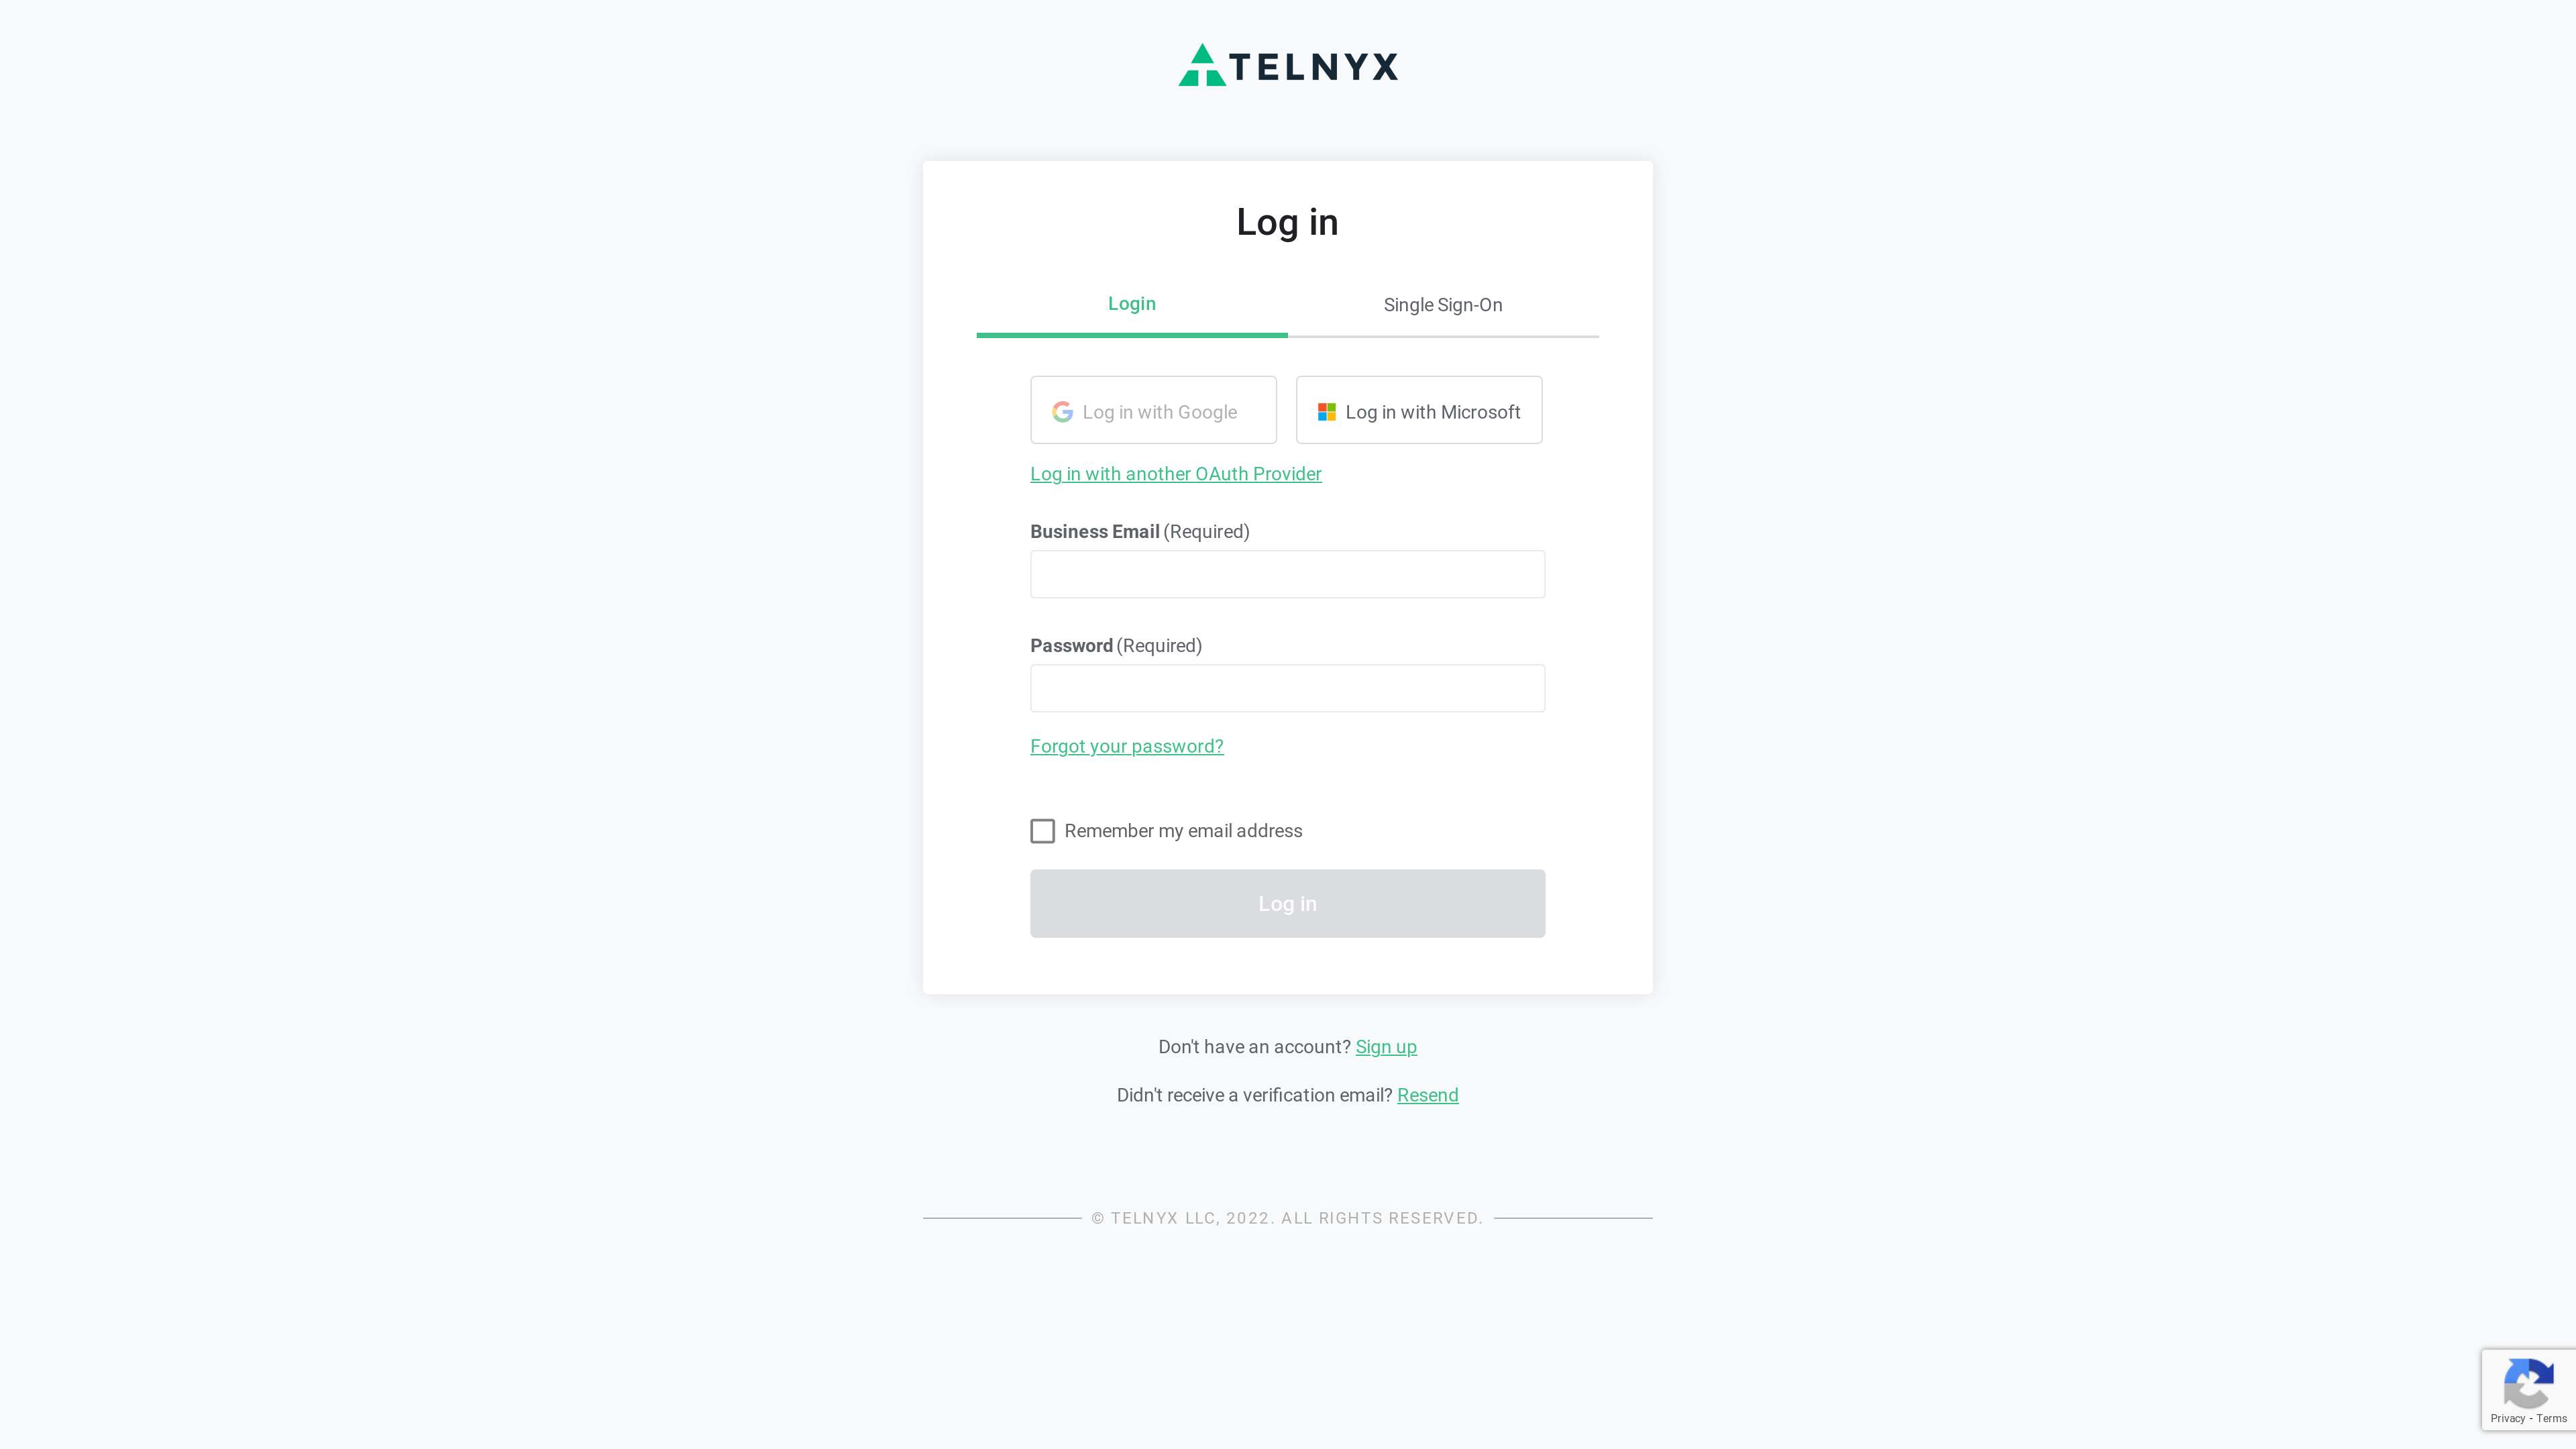 TELNYX
Log in
Login
Single Sign-On
Log in with Google
Log in with Microsoft
Log in with another OAuth Provider
Business Email (Required)
Password (Required)
Forgot your password?
Remember my email address
Log in
Don't have an account? Sign up
Didn't receive a verification email? Resend
© TELNYX LLC, 2022. ALL RIGHTS RESERVED.
Privacy - Terms